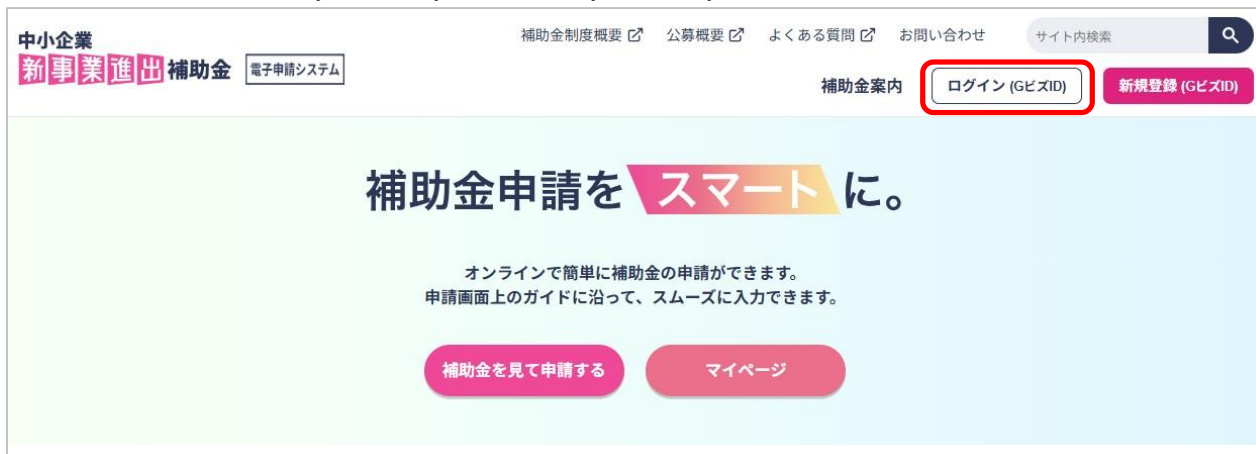 中小企業
新事業進出補助金 電子申請システム
補助金制度概要 公募概要 よくある質問 お問い合わせ サイト内検索
補助金案内 ログイン (GビズID) 新規登録 (GビズID)
補助金申請をスマートに。
オンラインで簡単に補助金の申請ができます。
申請画面上のガイドに沿って、スムーズに入力できます。
補助金を見て申請する マイページ